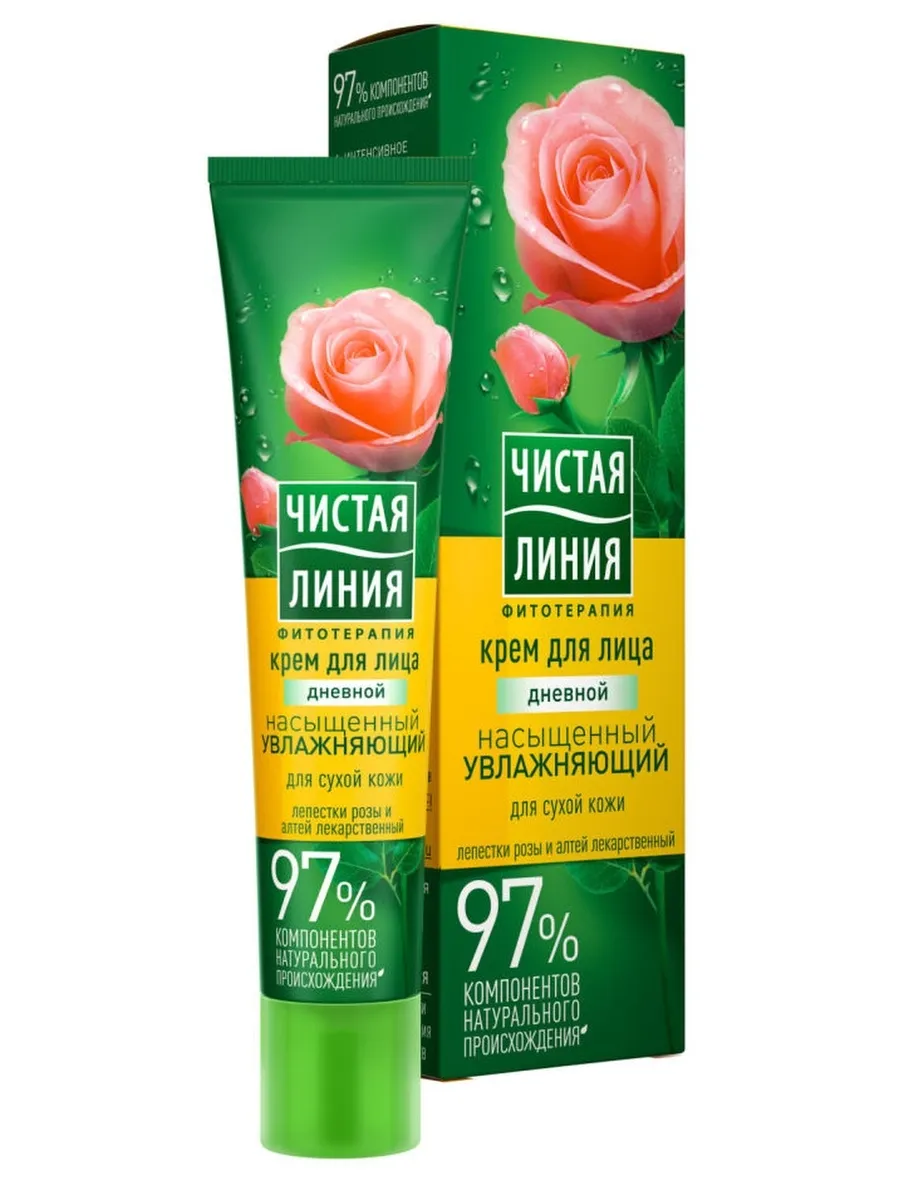 97% КОМПОНЕНТОВ
НАТУРАЛЬНОГО ПРОИСХОЖДЕНИЯ
ИНТЕНСИВНОЕ
ЧИСТАЯ
ЛИНИЯ
ФИТОТЕРАПИЯ
крем для лица
дневной
насыщенный
УВЛАЖНЯЮЩИЙ
для сухой кожи
лепестки розы и
алтей лекарственный
97%
КОМПОНЕНТОВ
НАТУРАЛЬНОГО
ПРОИСХОЖДЕНИЯ
ЧИСТАЯ
ЛИНИЯ
ФИТОТЕРАПИЯ
крем для лица
дневной
насыщенный
УВЛАЖНЯЮЩИЙ
для сухой кожи
лепестки розы и алтей лекарственный
97%
КОМПОНЕНТОВ
НАТУРАЛЬНОГО
ПРОИСХОЖДЕНИЯ